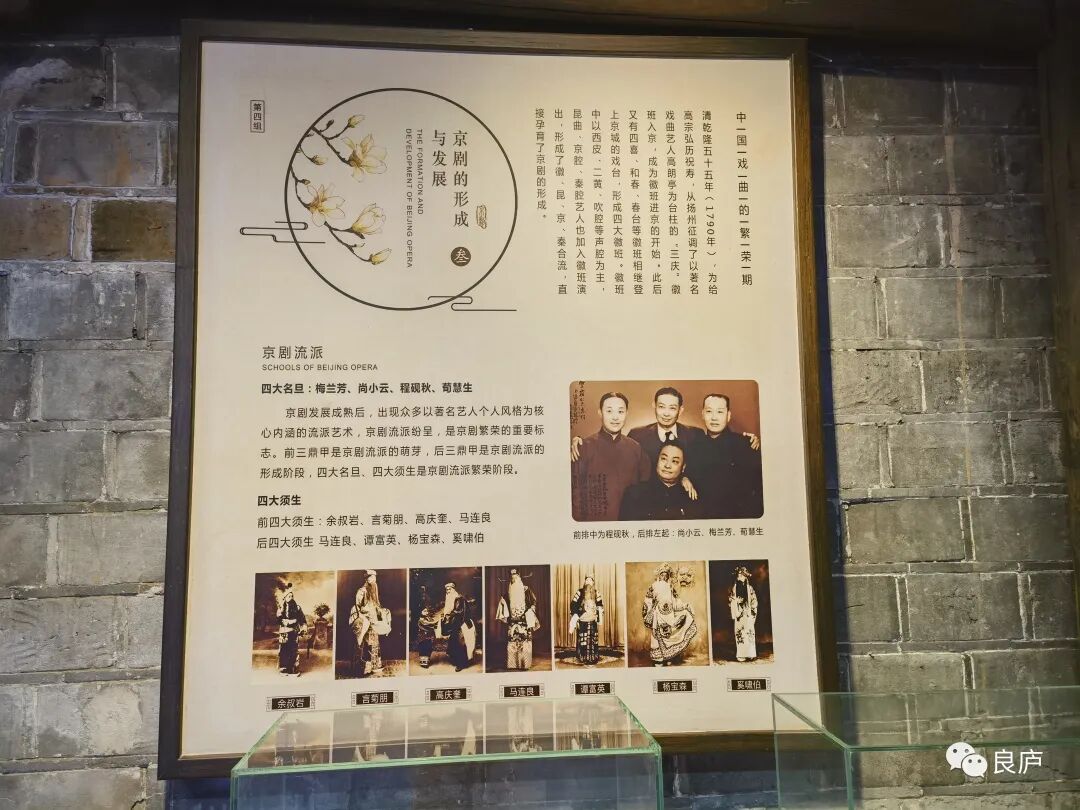 第四组
京剧的形成
与发展
THE FORMATION AND
DEVELOPMENT OF BEIJING OPERA
叁
中一国一戏一曲一的一繁一荣一期
清乾隆五十五年(1790年),为给
高宗弘历祝寿,从扬州征调了以著名
戏曲艺人高朗亭为台柱的“三庆”徽
班入京,成为徽班进京的开始。此后
又有四喜、和春、春台等徽班相继登
上京城的戏台,形成四大徽班。徽班
中以西皮、二黄、吹腔等声腔为主,
昆曲、京腔、秦腔艺人也加入徽班演
出,形成了徽、昆、京、秦合流,直
接孕育了京剧的形成。
京剧流派
SCHOOLS OF BEIJING OPERA
四大名旦:梅兰芳、尚小云、程砚秋、荀慧生
京剧发展成熟后,出现众多以著名艺人个人风格为核
心内涵的流派艺术,京剧流派纷呈,是京剧繁荣的重要标
志。前三鼎甲是京剧流派的萌芽,后三鼎甲是京剧流派的
形成阶段,四大名旦、四大须生是京剧流派繁荣阶段。
四大须生
前四大须生:余叔岩、言菊朋、高庆奎、马连良
后四大须生 马连良、谭富英、杨宝森、奚啸伯
前排中为程砚秋,后排左起:尚小云、梅兰芳、荀慧生
余叔岩
言菊朋
高庆奎
马连良
谭富英
杨宝森
奚啸伯
良庐